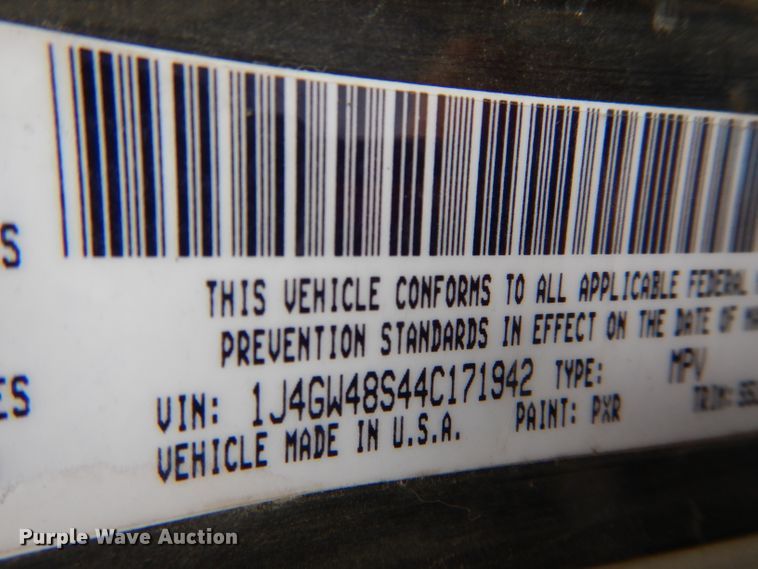 S
THIS VEHICLE CONFORMS TO ALL APPLICABLE FEDERAL
PREVENTION STANDARDS IN EFFECT ON THE DATE OF
ES
VIN: 1J4GW48S44C171942 TYPE: MPV
VEHICLE MADE IN U.S.A. PAINT: PXR TRIM:
Purple Wave Auction